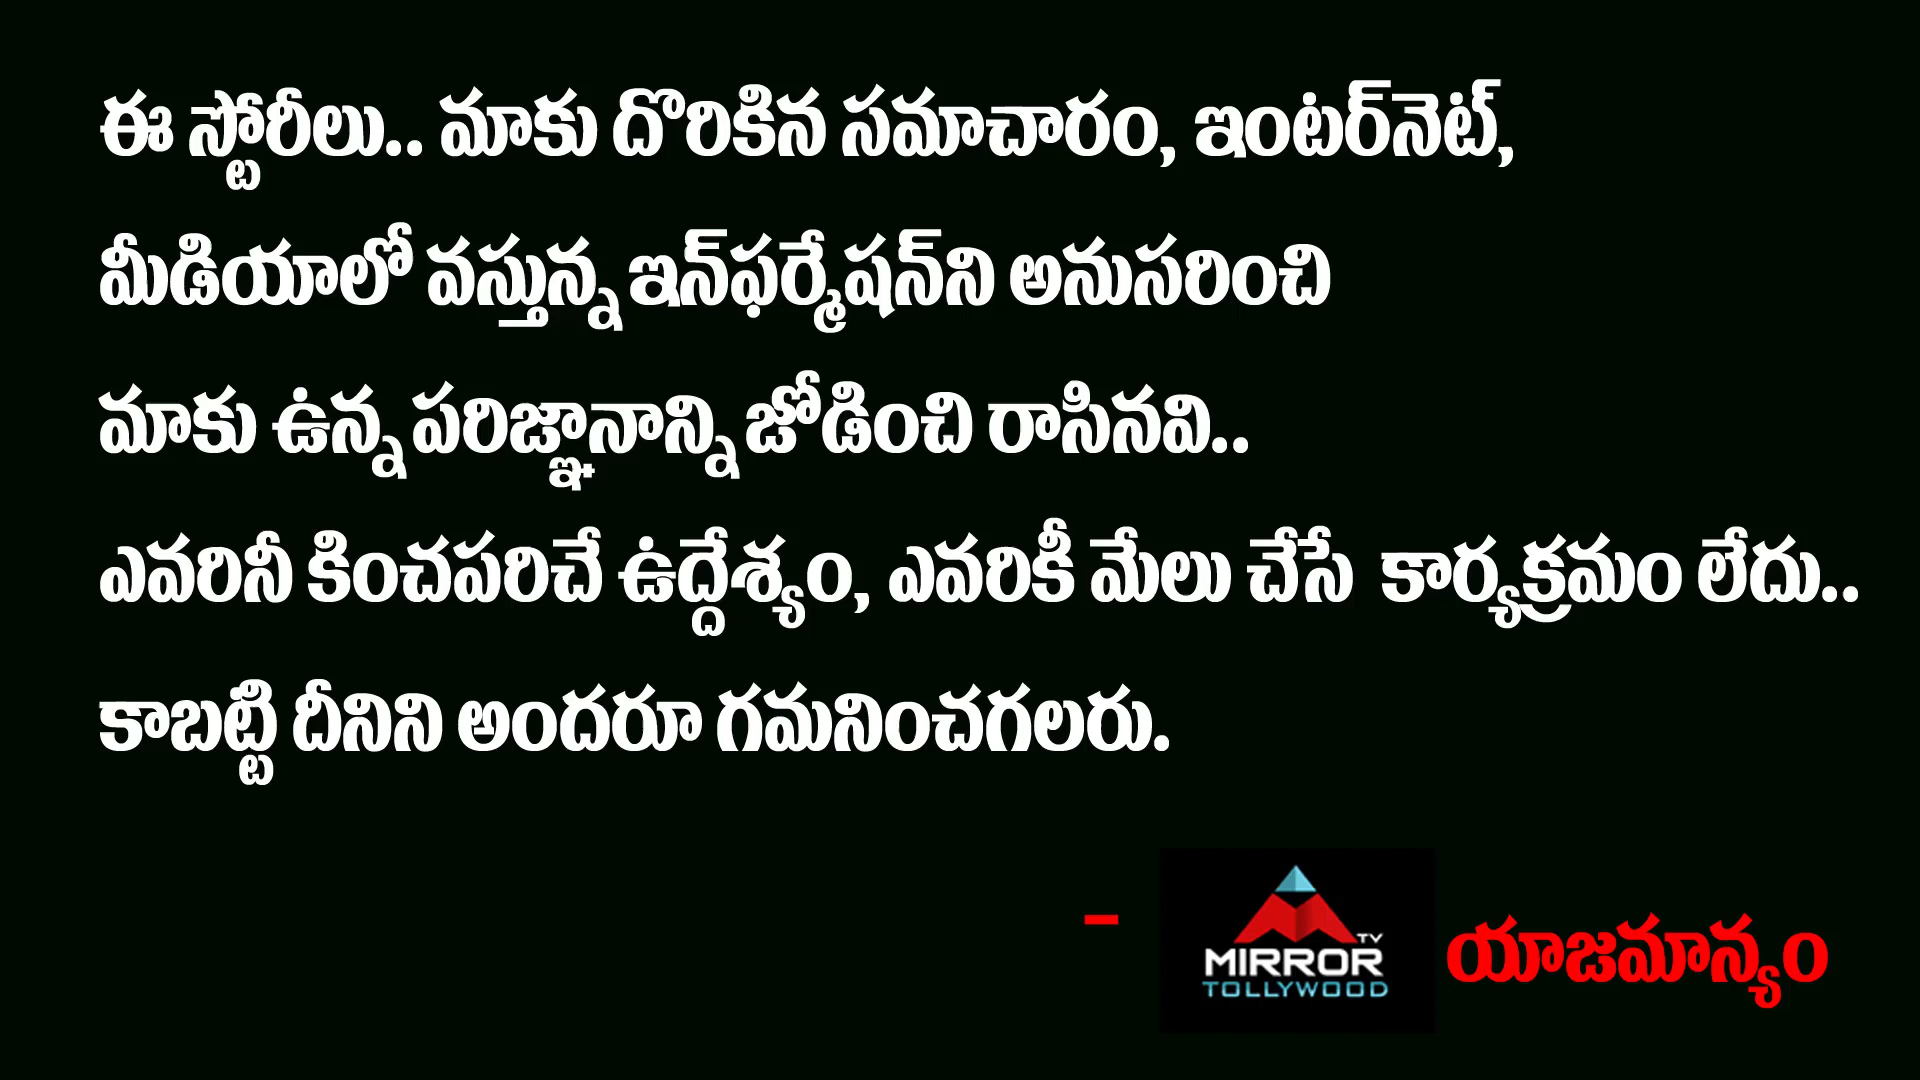 ఈ స్టోరీలు.. మాకు దొరికిన సమాచారం, ఇంటర్‌నెట్,
మీడియాలో వస్తున్న ఇన్‌ఫర్మేషన్‌ని అనుసరించి
మాకు ఉన్న పరిజ్ఞానాన్ని జోడించి రాసినవి..
ఎవరినీ కించపరిచే ఉద్దేశ్యం, ఎవరికీ మేలు చేసే కార్యక్రమం లేదు..
కాబట్టి దీనిని అందరూ గమనించగలరు.
- MIRROR TV TOLLYWOOD యాజమాన్యం